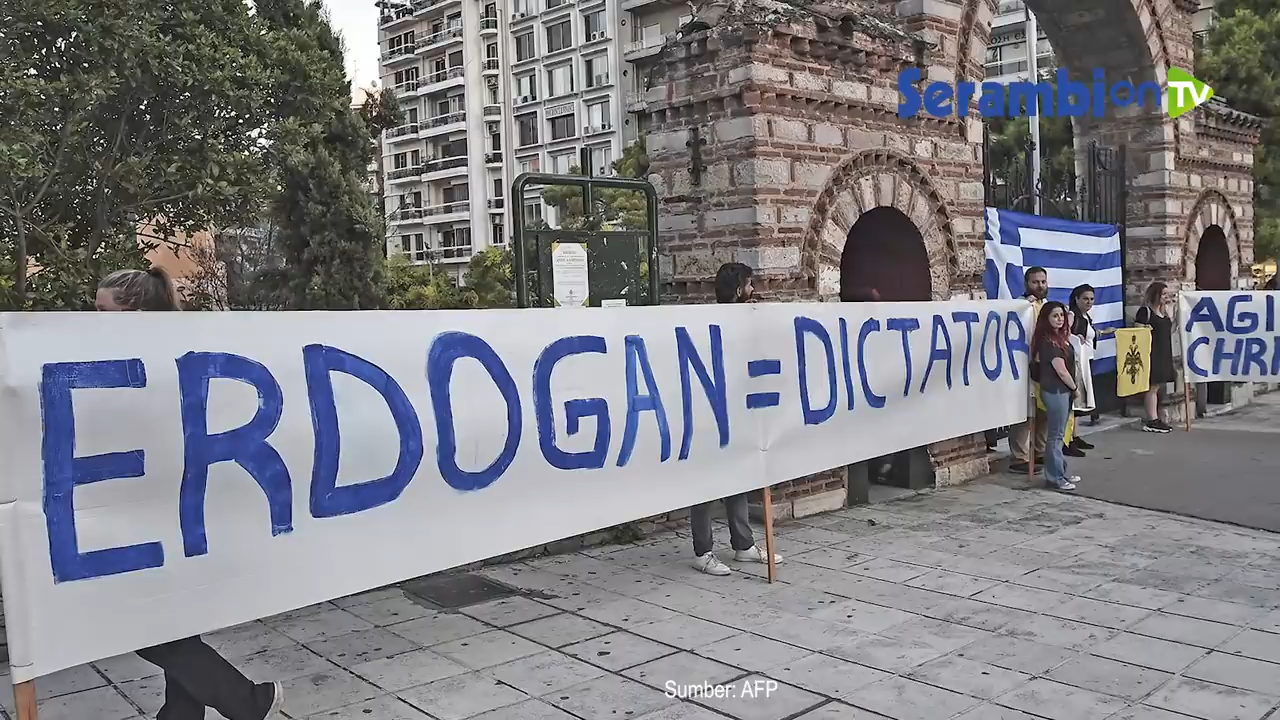 SerambionTV
ERDOGAN = DICTATOR
AGI
CHRI
Sumber: AFP